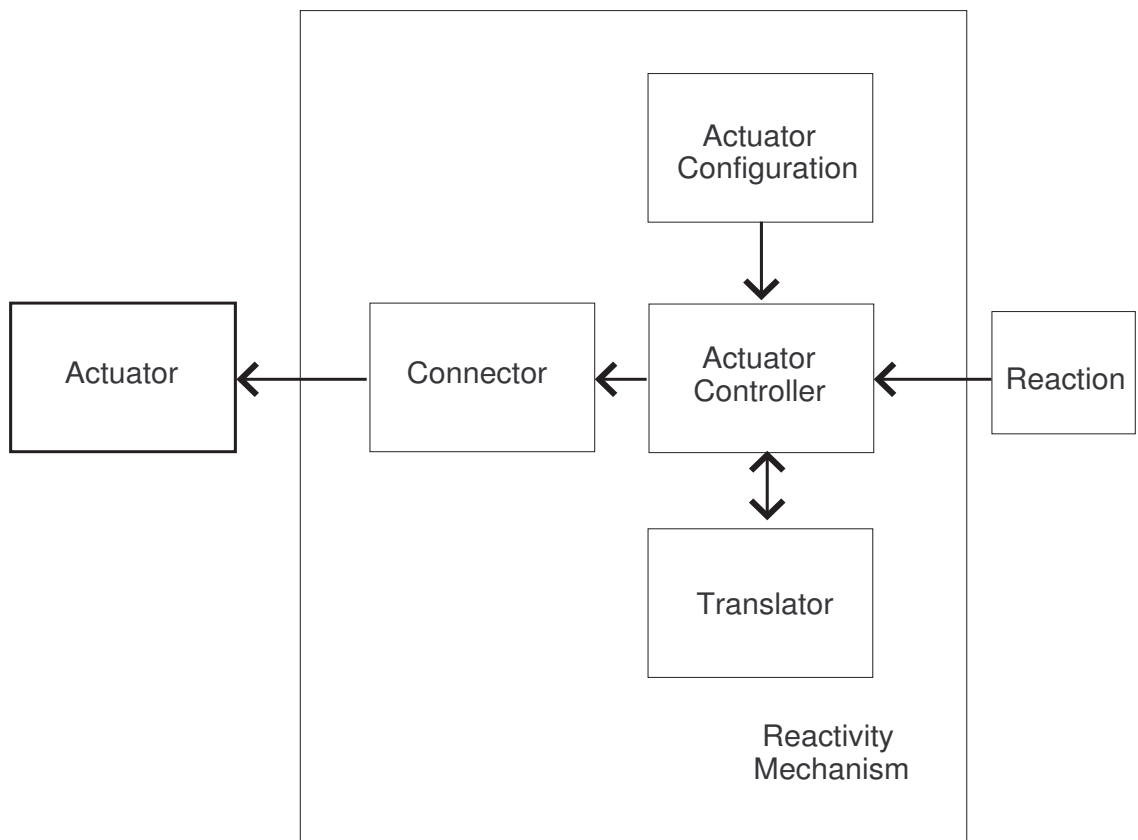 Actuator
Configuration
Actuator
Connector
Actuator
Controller
Reaction
Translator
Reactivity
Mechanism